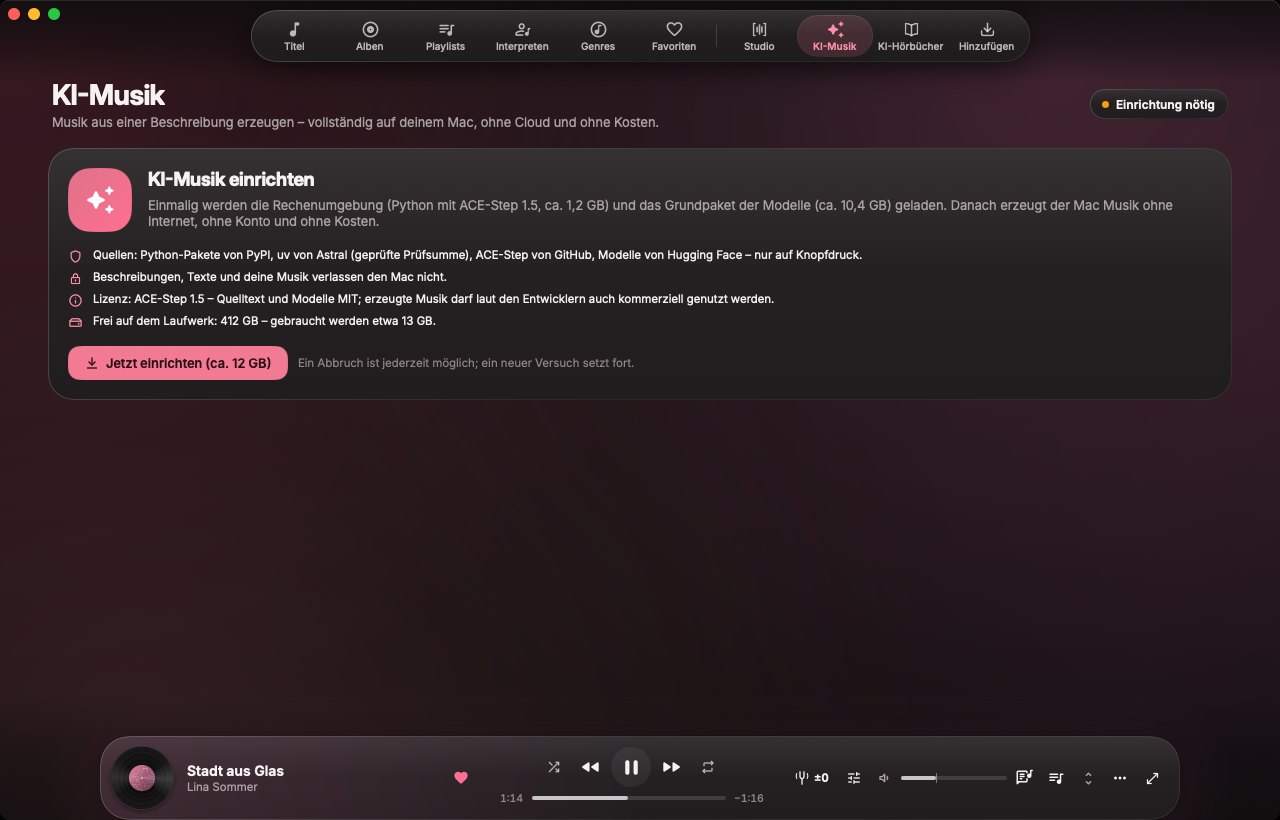 Titel
Alben
Playlists
Interpreten
Genres
Favoriten
Studio
KI-Musik
KI-Hörbücher
Hinzufügen
KI-Musik
Musik aus einer Beschreibung erzeugen – vollständig auf deinem Mac, ohne Cloud und ohne Kosten.
Einrichtung nötig
KI-Musik einrichten
Einmalig werden die Rechenumgebung (Python mit ACE-Step 1.5, ca. 1,2 GB) und das Grundpaket der Modelle (ca. 10,4 GB) geladen. Danach erzeugt der Mac Musik ohne
Internet, ohne Konto und ohne Kosten.
Quellen: Python-Pakete von PyPI, uv von Astral (geprüfte Prüfsumme), ACE-Step von GitHub, Modelle von Hugging Face – nur auf Knopfdruck.
Beschreibungen, Texte und deine Musik verlassen den Mac nicht.
Lizenz: ACE-Step 1.5 – Quelltext und Modelle MIT; erzeugte Musik darf laut den Entwicklern auch kommerziell genutzt werden.
Frei auf dem Laufwerk: 412 GB – gebraucht werden etwa 13 GB.
Jetzt einrichten (ca. 12 GB)
Ein Abbruch ist jederzeit möglich; ein neuer Versuch setzt fort.
Stadt aus Glas
Lina Sommer
1:14
−1:16
±0